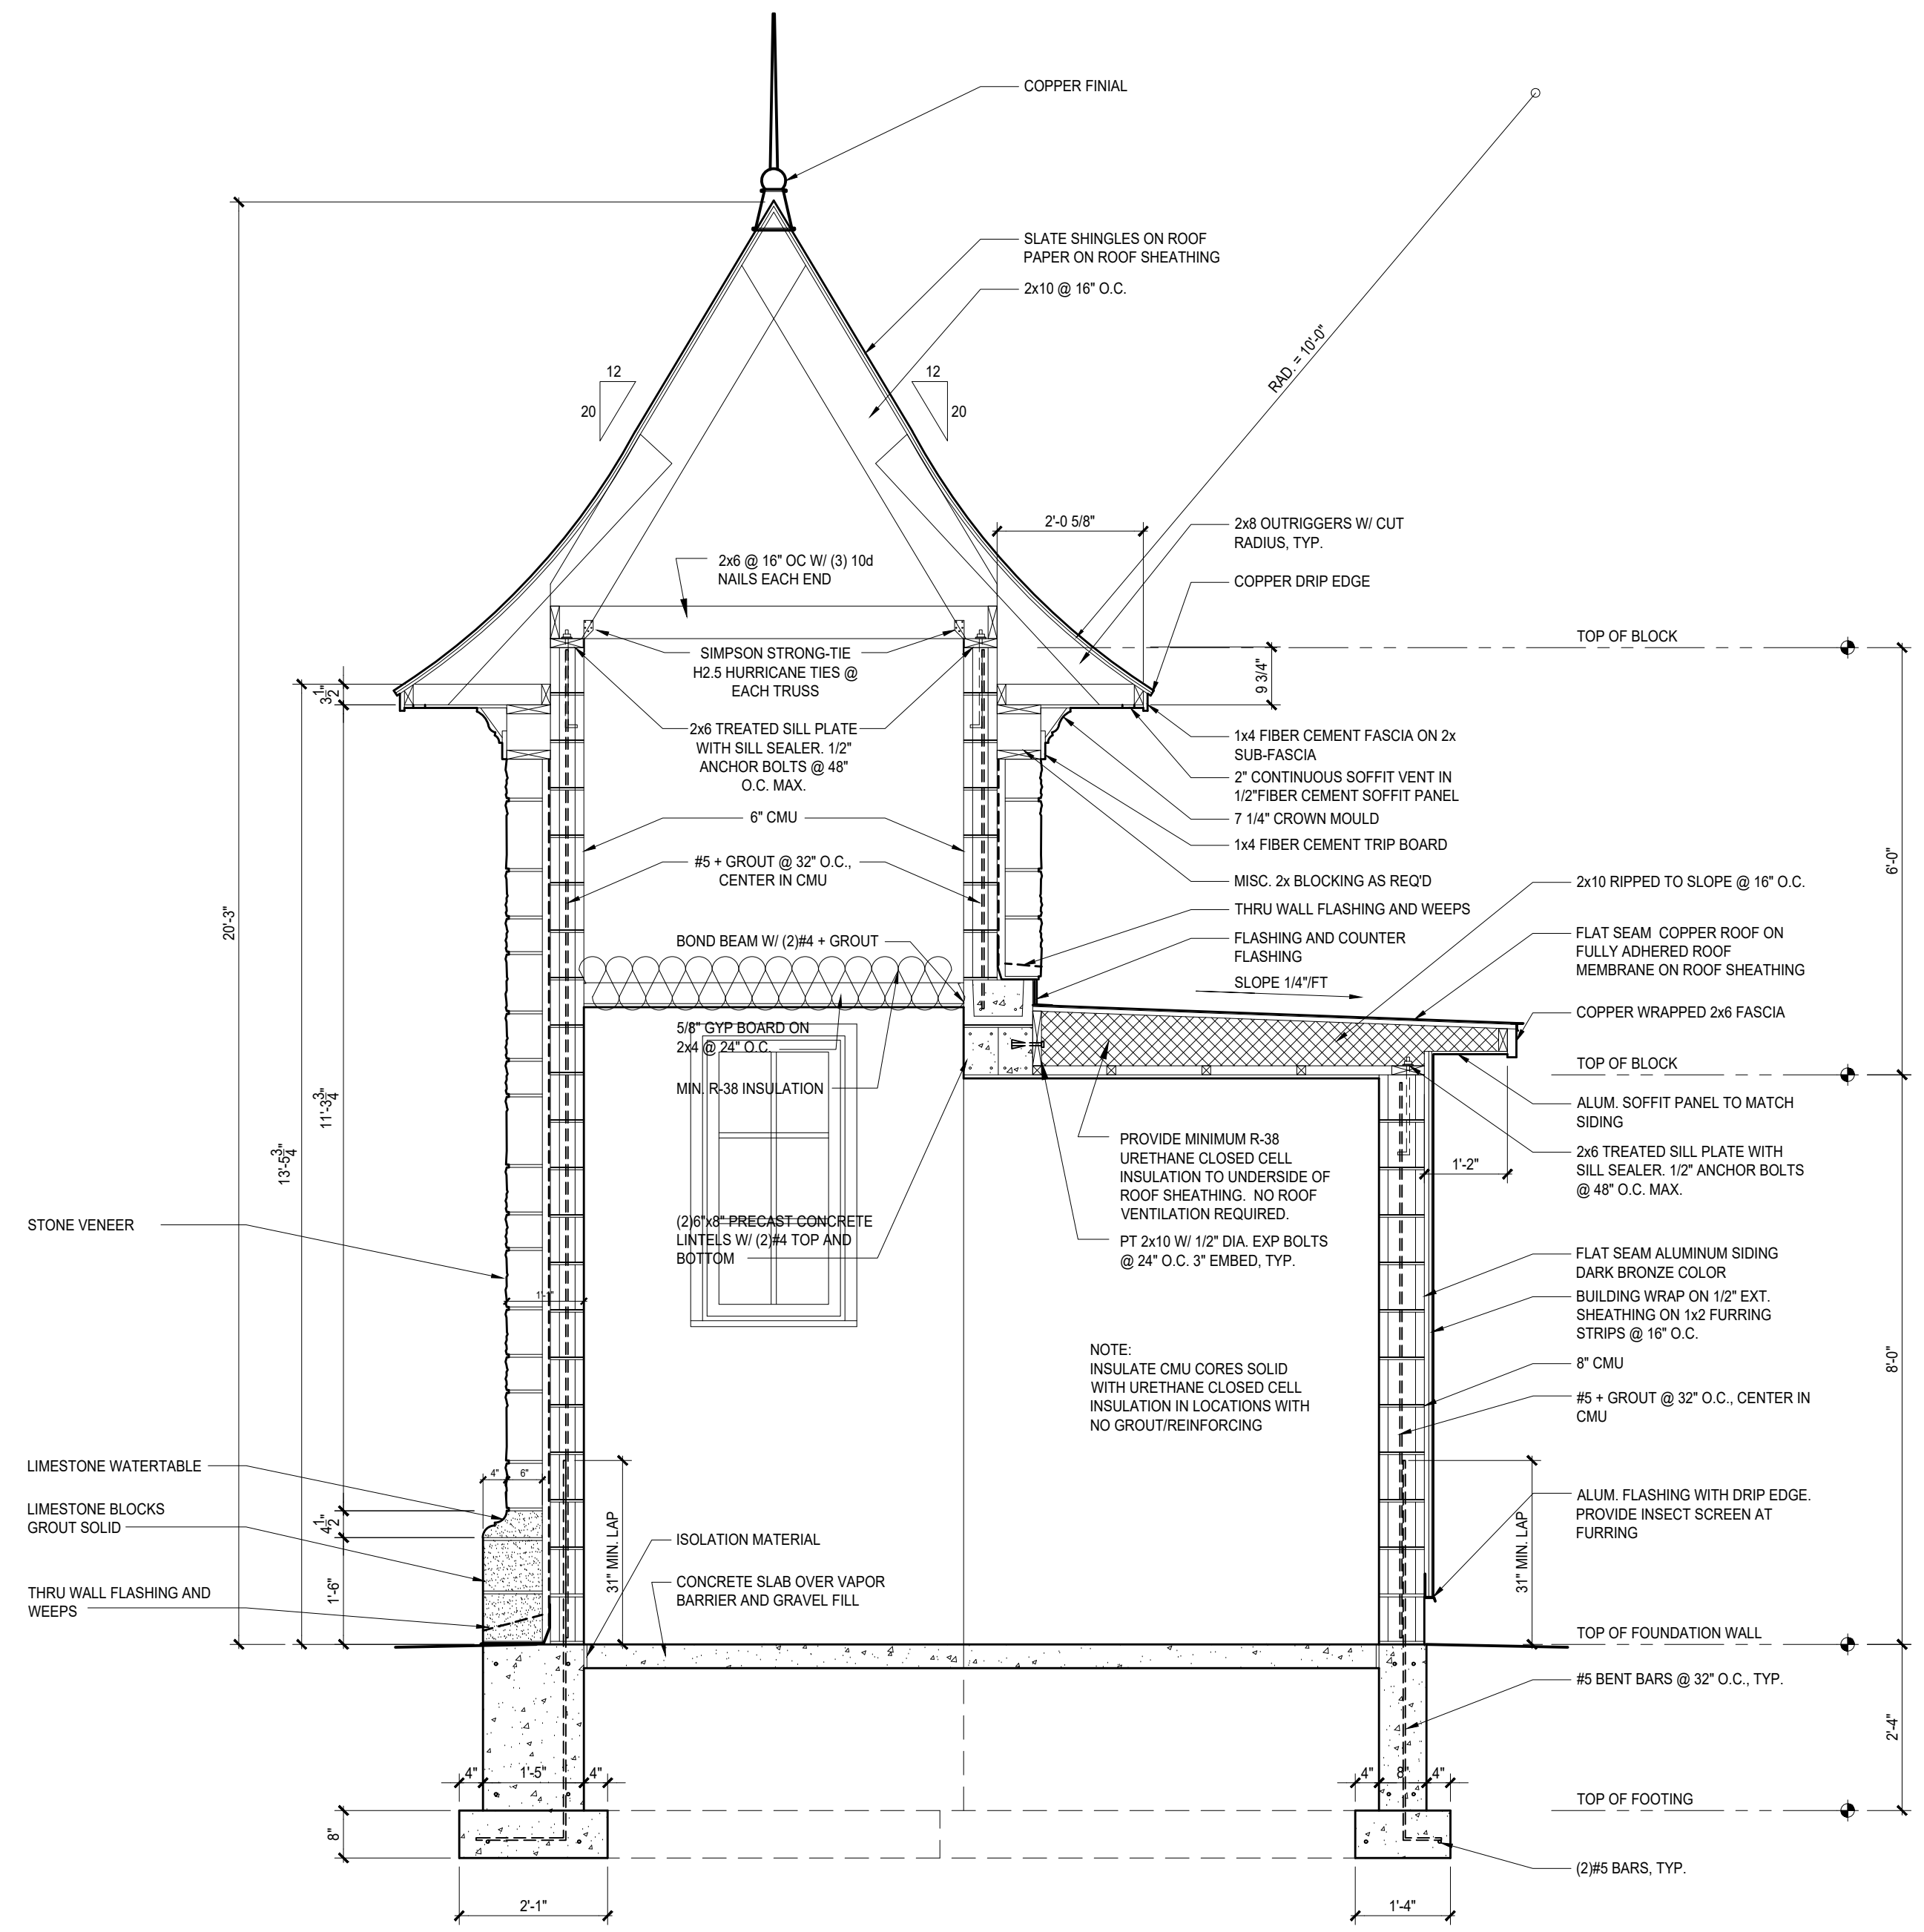 COPPER FINIAL
SLATE SHINGLES ON ROOF
PAPER ON ROOF SHEATHING
2x10 @ 16" O.C.
RAD. = 10'-0"
12
20
12
20
2'-0 5/8"
2x8 OUTRIGGERS W/ CUT
RADIUS, TYP.
COPPER DRIP EDGE
2x6 @ 16" OC W/ (3) 10d
NAILS EACH END
SIMPSON STRONG-TIE
H2.5 HURRICANE TIES @
EACH TRUSS
2x6 TREATED SILL PLATE
WITH SILL SEALER. 1/2"
ANCHOR BOLTS @ 48"
O.C. MAX.
6" CMU
#5 + GROUT @ 32" O.C.,
CENTER IN CMU
BOND BEAM W/ (2)#4 + GROUT
5/8" GYP BOARD ON
2x4 @ 24" O.C.
MIN. R-38 INSULATION
(2)6"x8" PRECAST CONCRETE
LINTELS W/ (2)#4 TOP AND
BOTTOM
9 3/4"
1x4 FIBER CEMENT FASCIA ON 2x
SUB-FASCIA
2" CONTINUOUS SOFFIT VENT IN
1/2"FIBER CEMENT SOFFIT PANEL
7 1/4" CROWN MOULD
1x4 FIBER CEMENT TRIP BOARD
MISC. 2x BLOCKING AS REQ'D
THRU WALL FLASHING AND WEEPS
FLASHING AND COUNTER
FLASHING
SLOPE 1/4"/FT
TOP OF BLOCK
6'-0"
2x10 RIPPED TO SLOPE @ 16" O.C.
FLAT SEAM  COPPER ROOF ON
FULLY ADHERED ROOF
MEMBRANE ON ROOF SHEATHING
COPPER WRAPPED 2x6 FASCIA
TOP OF BLOCK
ALUM. SOFFIT PANEL TO MATCH
SIDING
2x6 TREATED SILL PLATE WITH
SILL SEALER. 1/2" ANCHOR BOLTS
@ 48" O.C. MAX.
1'-2"
PROVIDE MINIMUM R-38
URETHANE CLOSED CELL
INSULATION TO UNDERSIDE OF
ROOF SHEATHING.  NO ROOF
VENTILATION REQUIRED.
PT 2x10 W/ 1/2" DIA. EXP BOLTS
@ 24" O.C. 3" EMBED, TYP.
FLAT SEAM ALUMINUM SIDING
DARK BRONZE COLOR
BUILDING WRAP ON 1/2" EXT.
SHEATHING ON 1x2 FURRING
STRIPS @ 16" O.C.
8" CMU
#5 + GROUT @ 32" O.C., CENTER IN
CMU
8'-0"
NOTE:
INSULATE CMU CORES SOLID
WITH URETHANE CLOSED CELL
INSULATION IN LOCATIONS WITH
NO GROUT/REINFORCING
ALUM. FLASHING WITH DRIP EDGE.
PROVIDE INSECT SCREEN AT
FURRING
31" MIN. LAP
TOP OF FOUNDATION WALL
#5 BENT BARS @ 32" O.C., TYP.
2'-4"
TOP OF FOOTING
(2)#5 BARS, TYP.
20'-3"
13'-5 3/4"
3 1/2"
11'-3 3/4"
4 1/2"
1'-6"
STONE VENEER
1'-1"
4"
6"
LIMESTONE WATERTABLE
LIMESTONE BLOCKS
GROUT SOLID
THRU WALL FLASHING AND
WEEPS
31" MIN. LAP
ISOLATION MATERIAL
CONCRETE SLAB OVER VAPOR
BARRIER AND GRAVEL FILL
4"
1'-5"
4"
4"
8"
4"
8"
2'-1"
1'-4"